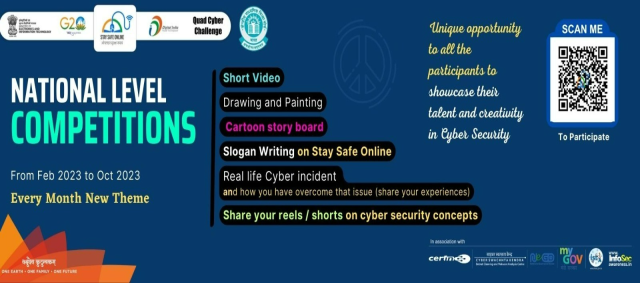 G20
STAY SAFE ONLINE
Digital India
Quad Cyber
Challenge
NATIONAL LEVEL
COMPETITIONS
From Feb 2023 to Oct 2023
Every Month New Theme
Short Video
Drawing and Painting
Cartoon story board
Slogan Writing on Stay Safe Online
Real life Cyber incident
and how you have overcome that issue (share your experiences)
Share your reels / shorts on cyber security concepts
Unique opportunity
to all the
participants to
showcase their
talent and creativity
in Cyber Security
SCAN ME
To Participate
वसुधैव कुटुम्बकम्
ONE EARTH • ONE FAMILY • ONE FUTURE
In association with
my
GOV
InfoSec
awareness.in